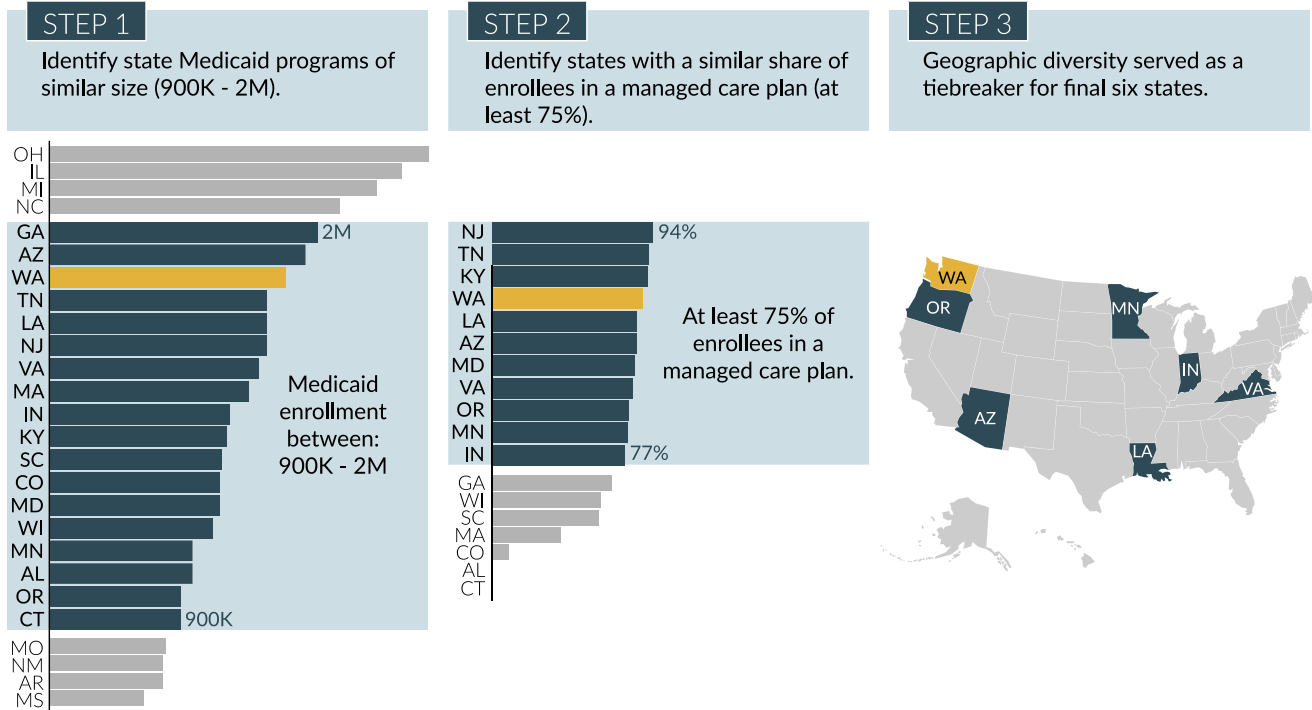 STEP 1
Identify state Medicaid programs of
similar size (900K - 2M).
OH
IL
MI
NC
GA
2M
AZ
WA
TN
LA
NJ
VA
MA
IN
KY
SC
CO
MD
WI
MN
AL
OR
CT
900K
MO
NM
AR
MS
Medicaid
enrollment
between:
900K - 2M
STEP 2
Identify states with a similar share of
enrollees in a managed care plan (at
least 75%).
NJ
94%
TN
KY
WA
LA
AZ
MD
VA
OR
MN
IN
77%
GA
WI
SC
MA
CO
AL
CT
At least 75% of
enrollees in a
managed care plan.
STEP 3
Geographic diversity served as a
tiebreaker for final six states.
WA
OR
MN
IN
VA
AZ
LA